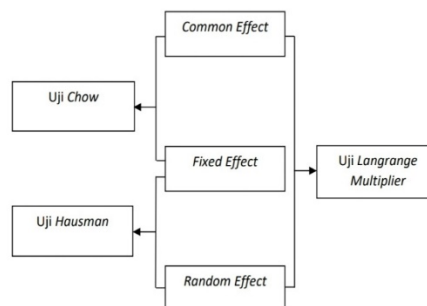 Common Effect
Uji Chow
Fixed Effect
Uji Langrange
Multiplier
Uji Hausman
Random Effect